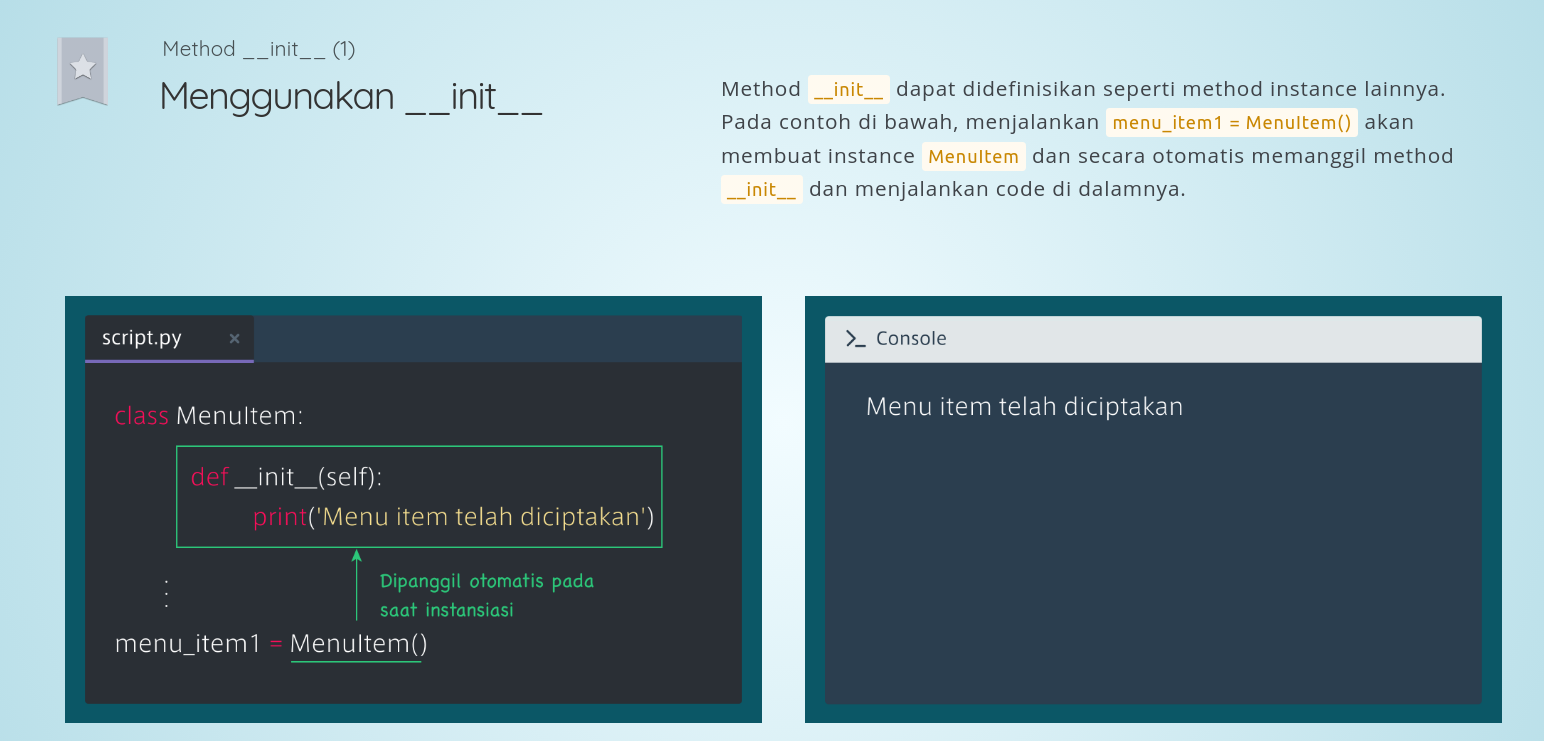 Method __init__ (1)
Menggunakan __init__
Method __init__ dapat didefinisikan seperti method instance lainnya.
Pada contoh di bawah, menjalankan menu_item1 = MenuItem() akan
membuat instance MenuItem dan secara otomatis memanggil method
__init__ dan menjalankan code di dalamnya.
script.py ×
class MenuItem:
def __init__(self):
print('Menu item telah diciptakan')
Dipanggil otomatis pada
saat instansiasi
:
menu_item1 = MenuItem()
Console
Menu item telah diciptakan